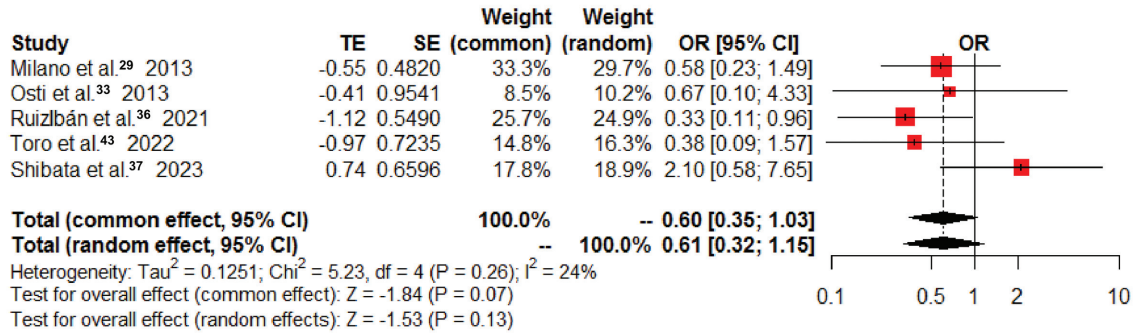 Weight Weight
Study TE SE (common) (random) OR [95% CI] OR
Milano et al.²⁹ 2013 -0.55 0.4820 33.3% 29.7% 0.58 [0.23; 1.49]
Osti et al.³³ 2013 -0.41 0.9541 8.5% 10.2% 0.67 [0.10; 4.33]
Ruizlbán et al.³⁶ 2021 -1.12 0.5490 25.7% 24.9% 0.33 [0.11; 0.96]
Toro et al.⁴³ 2022 -0.97 0.7235 14.8% 16.3% 0.38 [0.09; 1.57]
Shibata et al.³⁷ 2023 0.74 0.6596 17.8% 18.9% 2.10 [0.58; 7.65]
Total (common effect, 95% CI) 100.0% -- 0.60 [0.35; 1.03]
Total (random effect, 95% CI) -- 100.0% 0.61 [0.32; 1.15]
Heterogeneity: Tau² = 0.1251; Chi² = 5.23, df = 4 (P = 0.26); I² = 24%
Test for overall effect (common effect): Z = -1.84 (P = 0.07)
Test for overall effect (random effects): Z = -1.53 (P = 0.13)
0.1 0.5 1 2 10